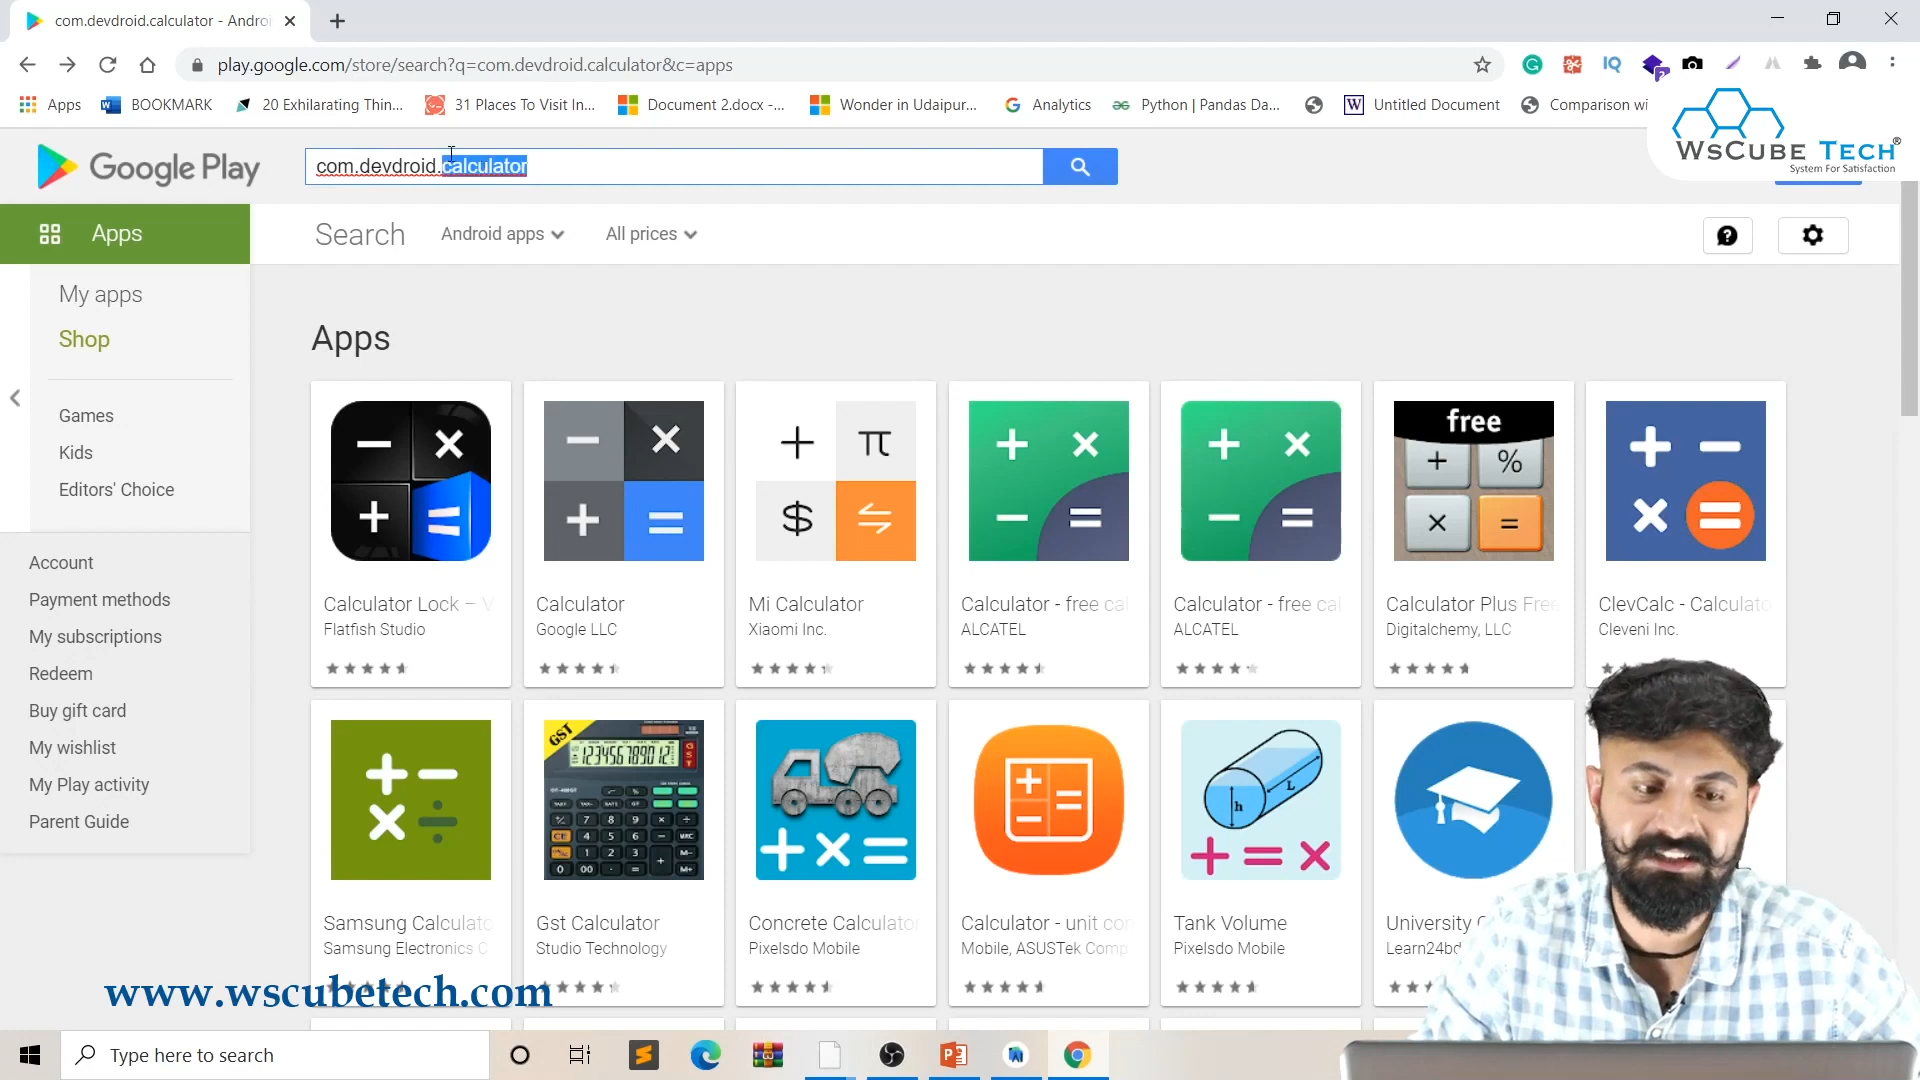 com.devdroid.calculator - Androi
play.google.com/store/search?q=com.devdroid.calculator&c=apps
Apps
BOOKMARK
20 Exhilarating Thin...
31 Places To Visit In...
Document 2.docx -...
Wonder in Udaipur...
Analytics
Python | Pandas Da...
Untitled Document
Comparison wi
WsCube Tech
System For Satisfaction
Google Play
com.devdroid.calculator
Apps
Search
Android apps
All prices
My apps
Shop
Games
Kids
Editors' Choice
Account
Payment methods
My subscriptions
Redeem
Buy gift card
My wishlist
My Play activity
Parent Guide
Apps
free
Calculator Lock – V
Flatfish Studio
Calculator
Google LLC
Mi Calculator
Xiaomi Inc.
Calculator - free cal
ALCATEL
Calculator - free cal
ALCATEL
Calculator Plus Free
Digitalchemy, LLC
ClevCalc - Calculato
Cleveni Inc.
GST
h
L
Samsung Calculato
Samsung Electronics C
Gst Calculator
Studio Technology
Concrete Calculator
Pixelsdo Mobile
Calculator - unit con
Mobile, ASUSTek Comp
Tank Volume
Pixelsdo Mobile
University
Learn24bd
www.wscubetech.com
Type here to search